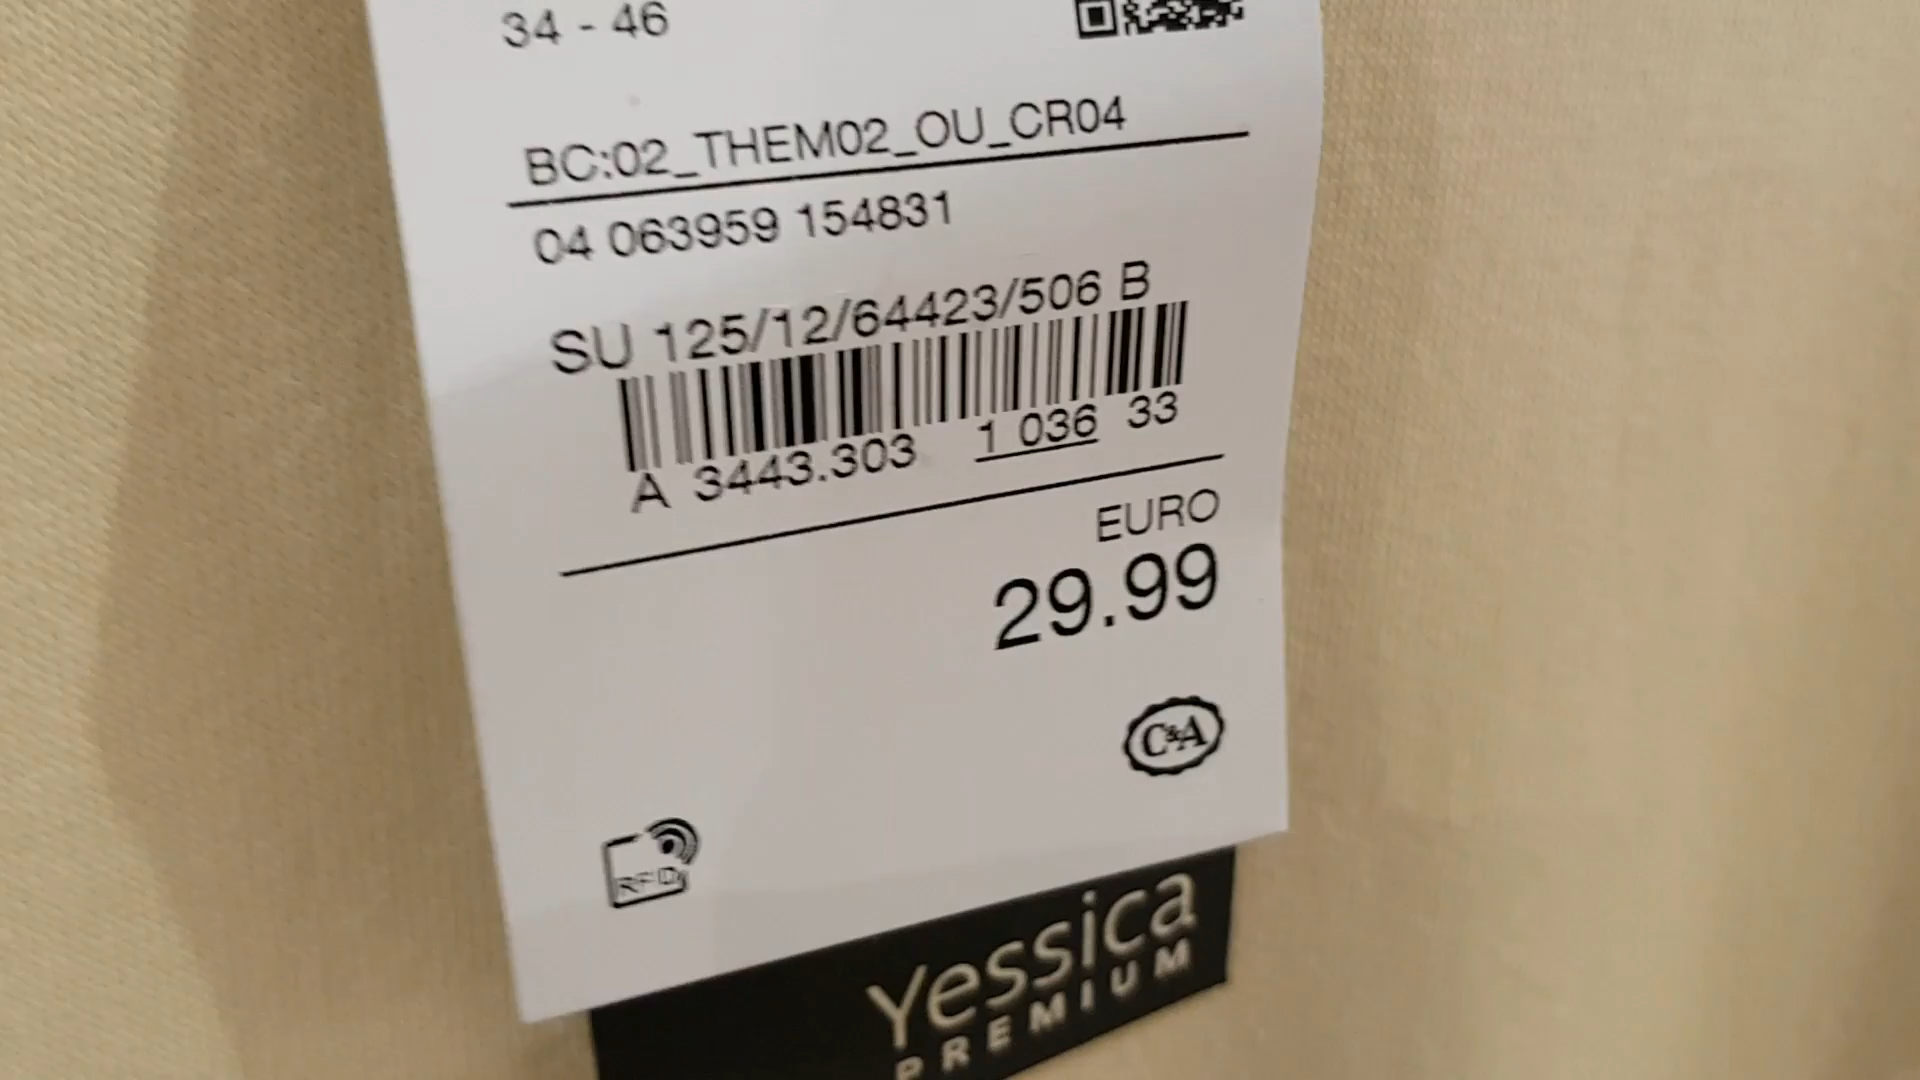 34 - 46
BC:02_THEM02_OU_CR04
04 063959 154831
SU 125/12/64423/506 B
A 3443.303 1 036 33
EURO
29.99
C&A
RFID
Yessica
PREMIUM